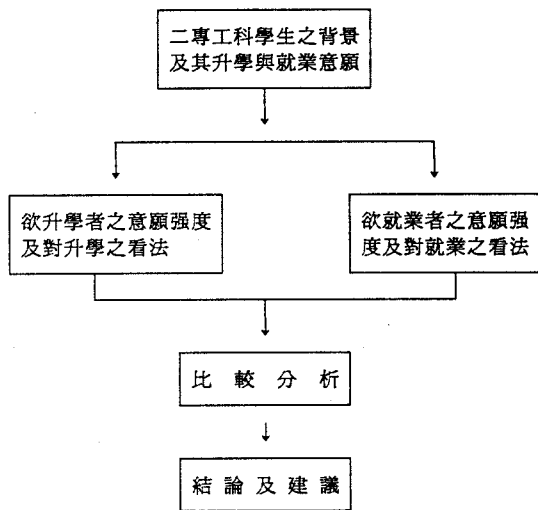 二專工科學生之背景
及其升學與就業意願
欲升學者之意願强度
及對升學之看法
欲就業者之意願强
度及對就業之看法
比較分析
結論及建議